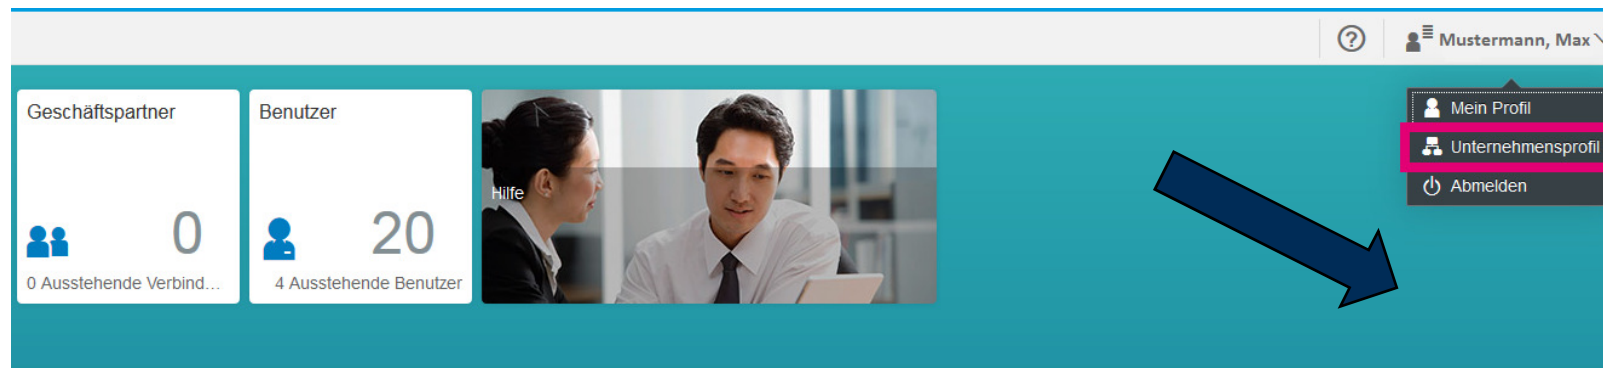 Mustermann, Max
Geschäftspartner
Benutzer
Hilfe
Mein Profil
Unternehmensprofil
Abmelden
0
20
0 Ausstehende Verbind...
4 Ausstehende Benutzer